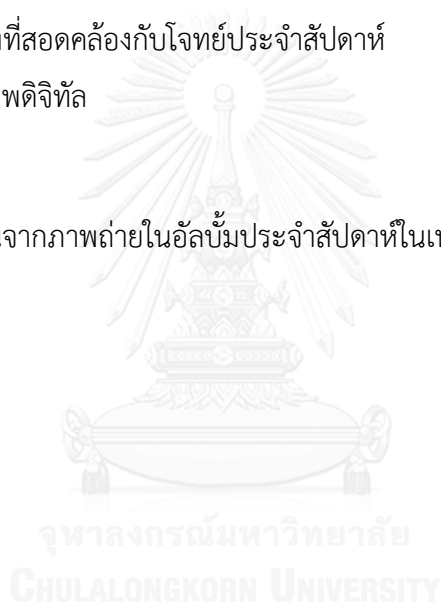 ที่สอดคล้องกับโจทย์ประจำสัปดาห์
พดิจิทัล
จากภาพถ่ายในอัลบั้มประจำสัปดาห์ในเ
จุฬาลงกรณ์มหาวิทยาลัย
CHULALONGKORN UNIVERSITY